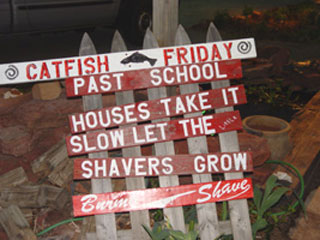 CATFISH FRIDAY
PAST SCHOOL
HOUSES TAKE IT
SLOW LET THE
SHAVERS GROW
Burma Shave